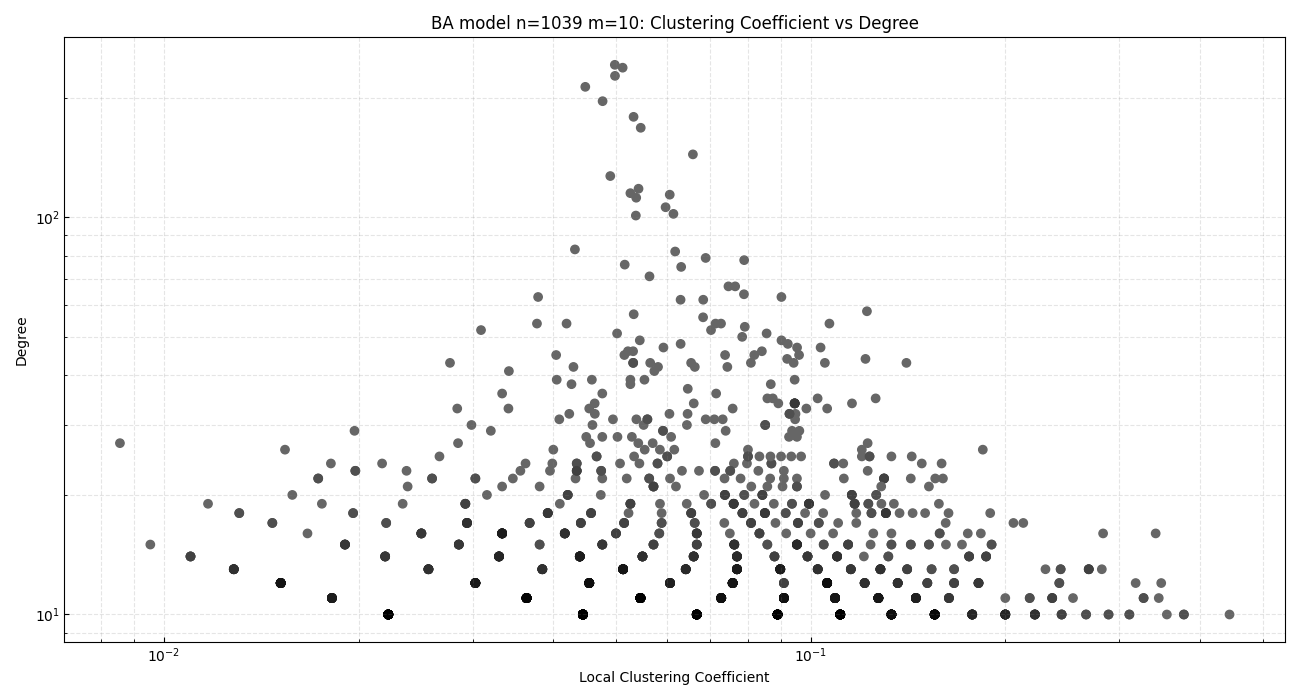 BA model n=1039 m=10: Clustering Coefficient vs Degree
Degree
10²
10¹
10⁻²
10⁻¹
Local Clustering Coefficient